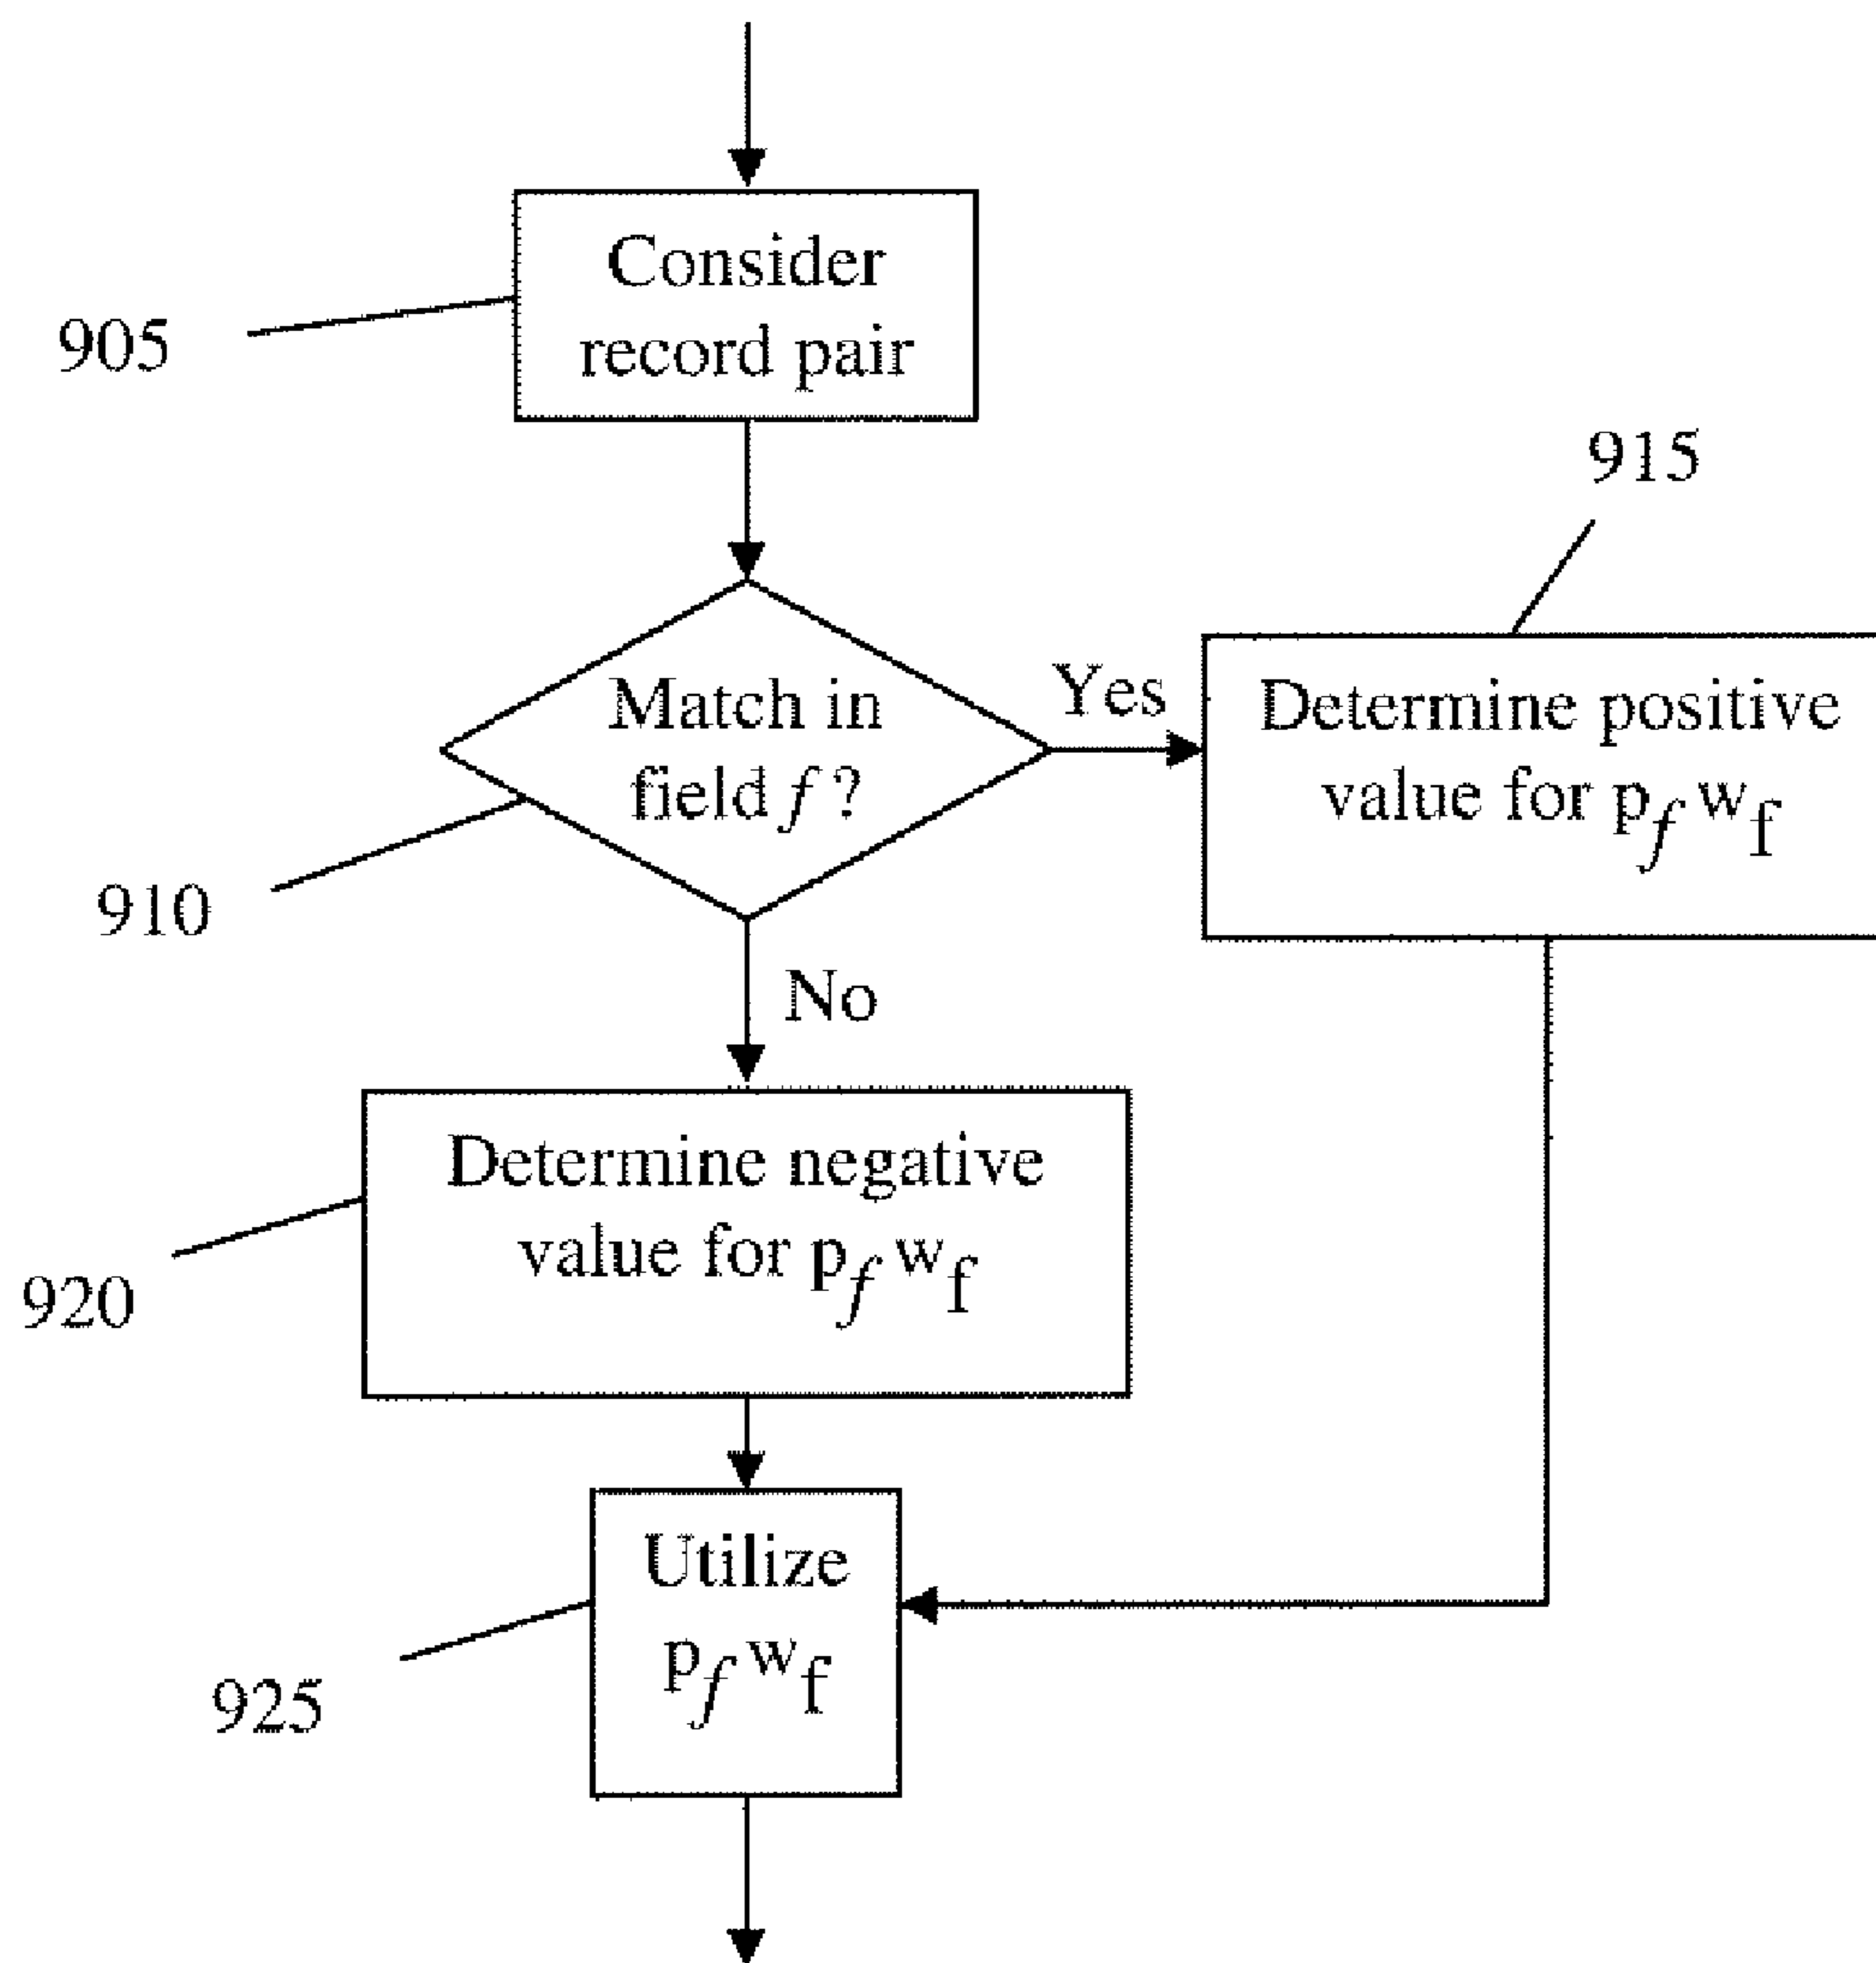 Consider
record pair
905
915
Match in
field f ?
Yes
Determine positive
value for p_f w_f
910
No
Determine negative
value for p_f w_f
920
Utilize
p_f w_f
925